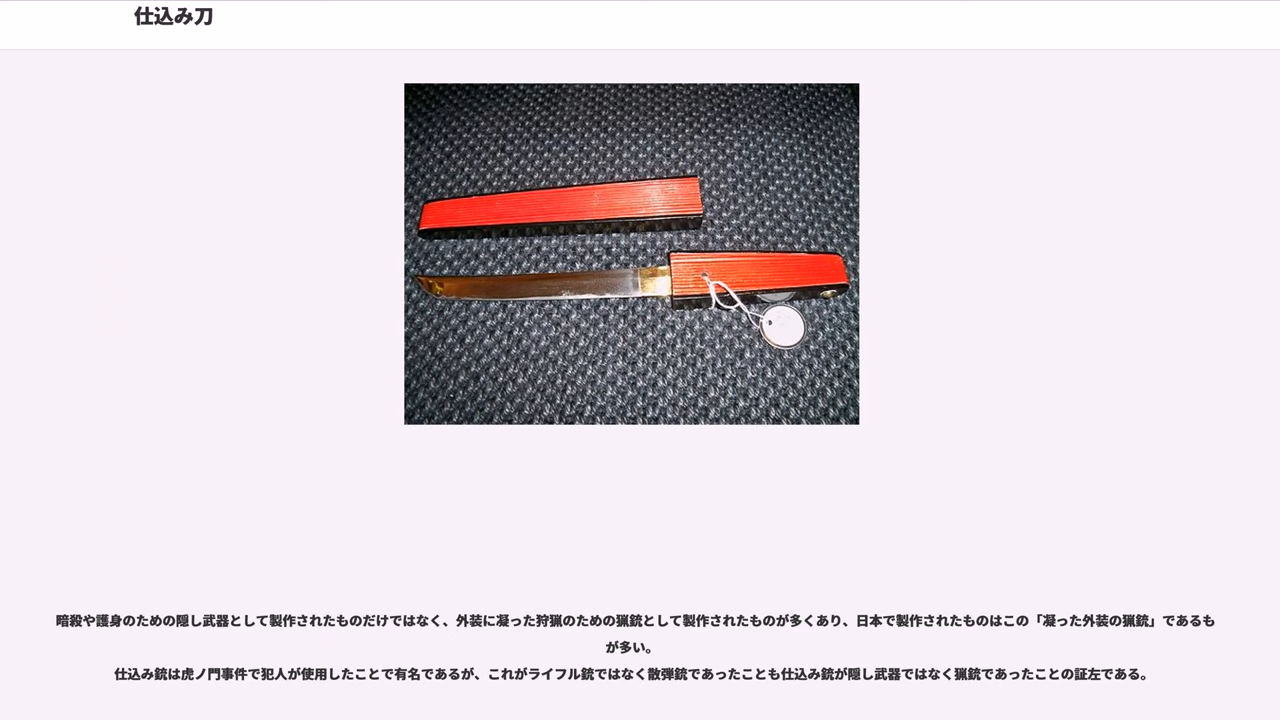 仕込み刀
暗殺や護身のための隠し武器として製作されたものだけではなく、外装に凝った狩猟のための猟銃として製作されたものが多くあり、日本で製作されたものはこの「凝った外装の猟銃」であるも
が多い。
仕込み銃は虎ノ門事件で犯人が使用したことで有名であるが、これがライフル銃ではなく散弾銃であったことも仕込み銃が隠し武器ではなく猟銃であったことの証左である。